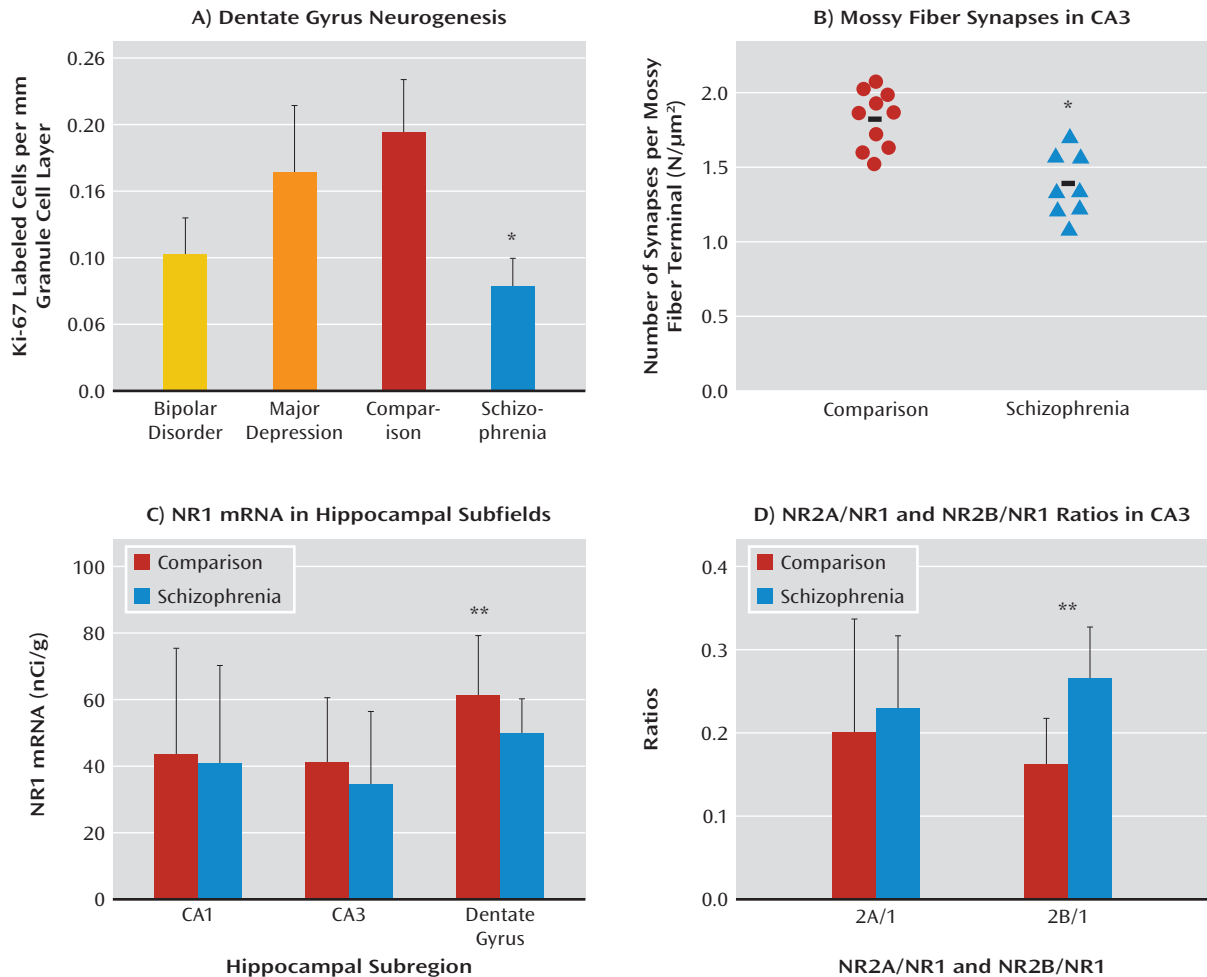 A) Dentate Gyrus Neurogenesis
Ki-67 Labeled Cells per mm
Granule Cell Layer
0.26
0.20
0.16
0.10
0.06
0.0
*
Bipolar
Disorder
Major
Depression
Compar-
ison
Schizo-
phrenia
B) Mossy Fiber Synapses in CA3
Number of Synapses per Mossy
Fiber Terminal (N/µm²)
2.0
1.5
1.0
0.5
0.0
*
Comparison
Schizophrenia
C) NR1 mRNA in Hippocampal Subfields
NR1 mRNA (nCi/g)
100
80
60
40
20
0
Comparison
Schizophrenia
**
CA1
CA3
Dentate
Gyrus
Hippocampal Subregion
D) NR2A/NR1 and NR2B/NR1 Ratios in CA3
Ratios
0.4
0.3
0.2
0.1
0.0
Comparison
Schizophrenia
**
2A/1
2B/1
NR2A/NR1 and NR2B/NR1